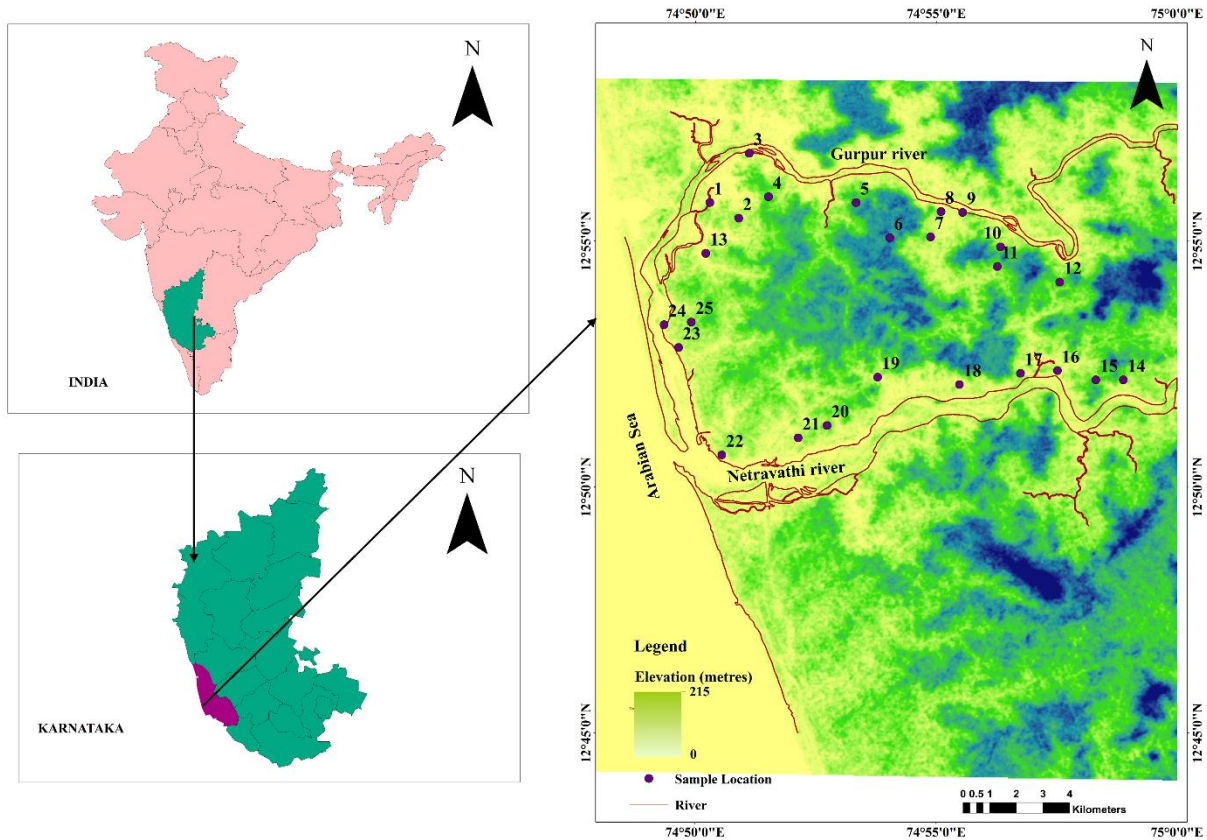 N
INDIA
N
KARNATAKA
74°50'0"E
74°55'0"E
75°0'0"E
12°55'0"N
12°50'0"N
12°45'0"N
N
3
Gurpur river
1
4
2
5
8
9
6
7
13
10
11
12
24
25
23
19
18
17
16
15
14
20
21
22
Arabian Sea
Netravathi river
Legend
Elevation (metres)
215
0
Sample Location
River
0 0.5 1 2 3 4
Kilometers
12°55'0"N
12°50'0"N
12°45'0"N
74°50'0"E
74°55'0"E
75°0'0"E